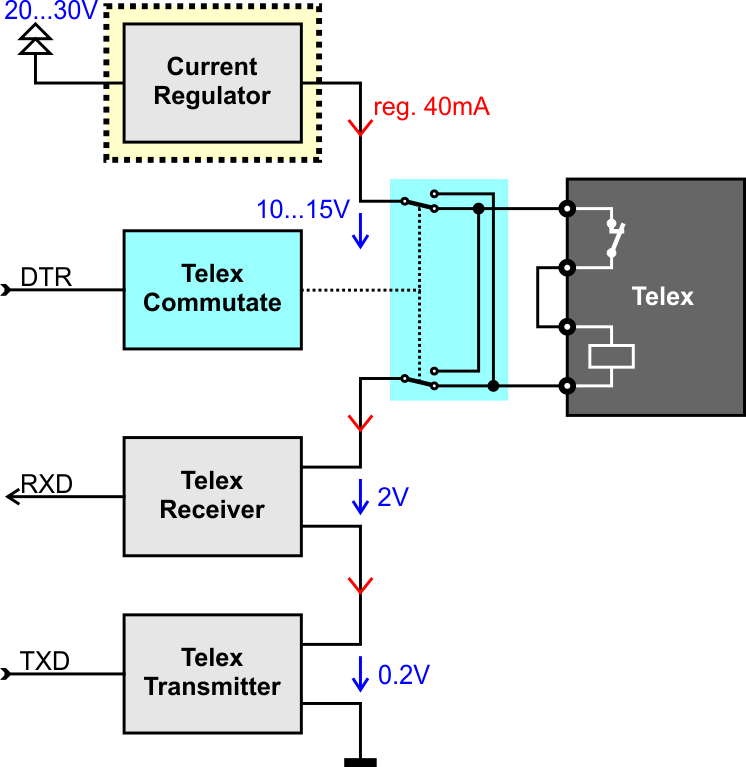 20...30V
Current
Regulator
reg. 40mA
10...15V
DTR
Telex
Commutate
Telex
RXD
Telex
Receiver
2V
TXD
Telex
Transmitter
0.2V